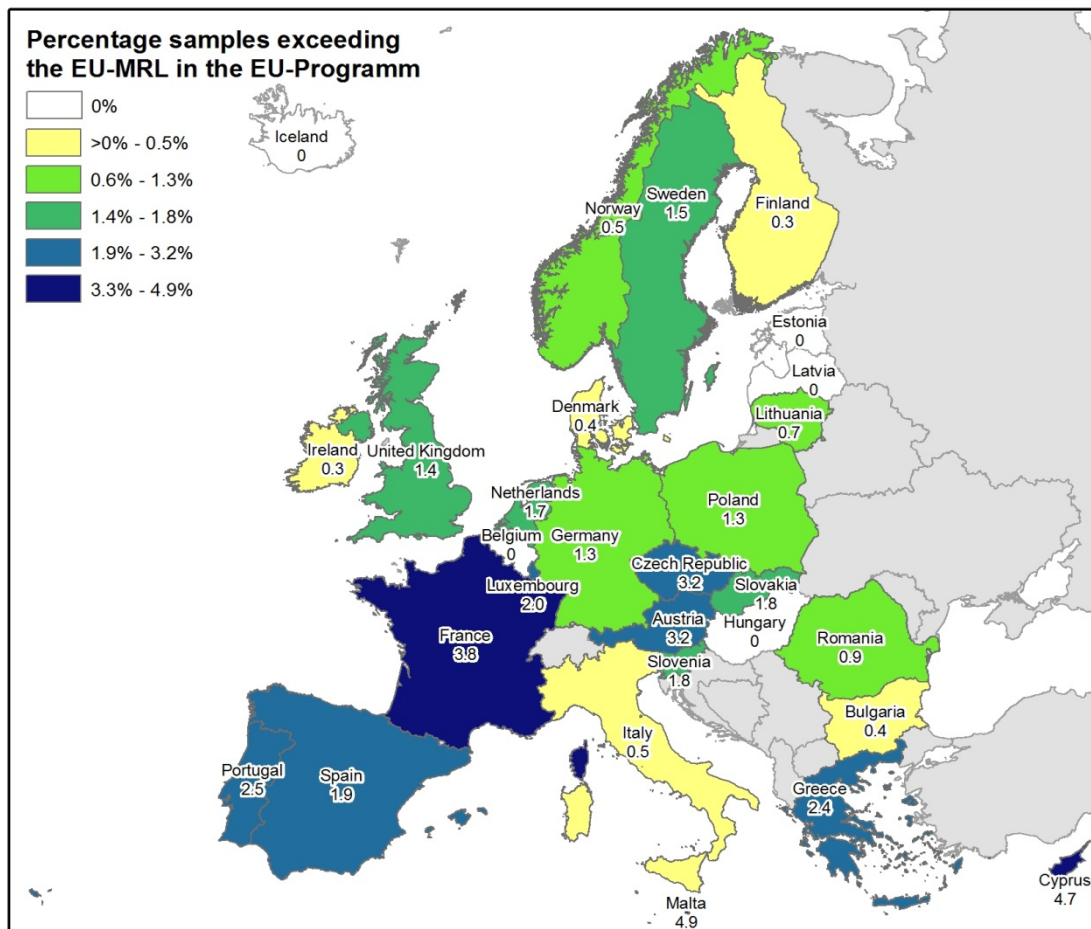 Percentage samples exceeding
the EU-MRL in the EU-Programm
0%
>0% - 0.5%
0.6% - 1.3%
1.4% - 1.8%
1.9% - 3.2%
3.3% - 4.9%
Iceland
0
Norway
0.5
Sweden
1.5
Finland
0.3
Estonia
0
Latvia
0
Lithuania
0.7
Denmark
0.4
Ireland
0.3
United Kingdom
1.4
Netherlands
1.7
Belgium
0
Germany
1.3
Poland
1.3
Luxembourg
2.0
Czech Republic
3.2
Slovakia
1.8
Austria
3.2
Hungary
0
France
3.8
Slovenia
1.8
Romania
0.9
Bulgaria
0.4
Italy
0.5
Portugal
2.5
Spain
1.9
Greece
2.4
Malta
4.9
Cyprus
4.7